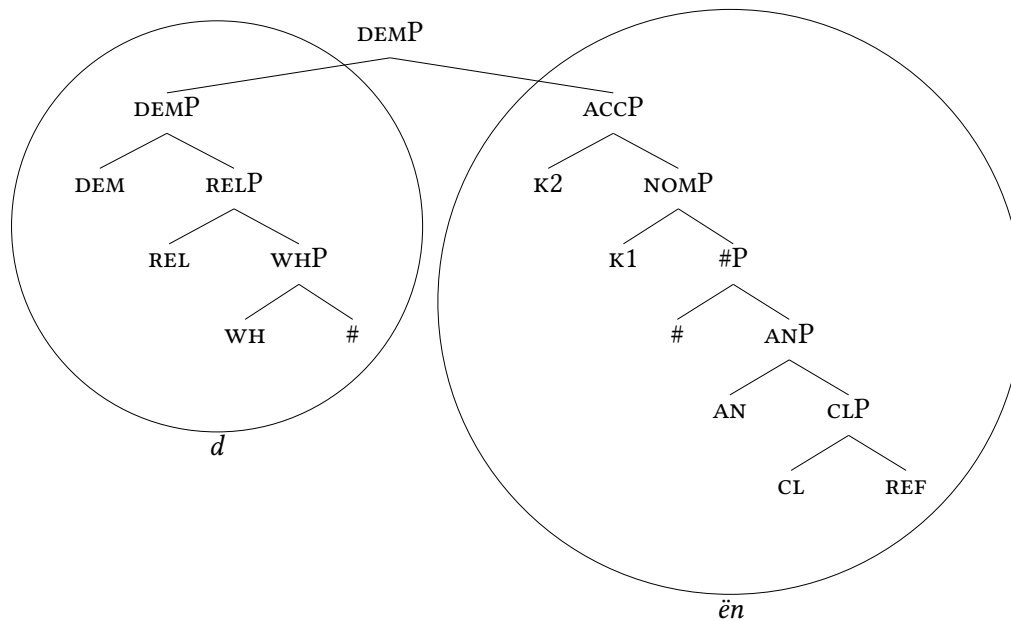 DEMP
DEMP ACCP
DEM RELP K2 NOMP
REL WHP K1 #P
WH # # ANP
AN CLP
d
CL REF
ën